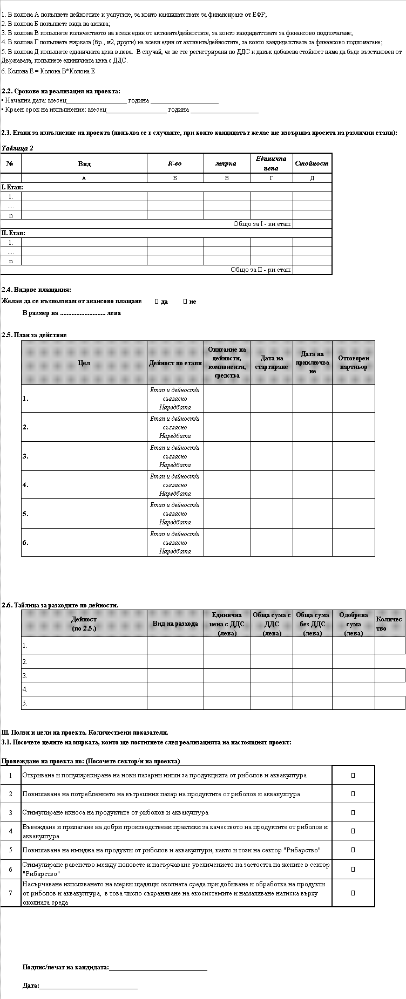 1. В колона А попълнете дейностите и услугите, за които кандидатствате за финансиране от ЕФР;
2. В колона Б попълнете вида на актива;
3. В колона В попълнете количеството на всеки един от активите/дейностите, за които кандидатствате за финансово подпомагане;
4. В колона Г попълнете мярката (бр., м2, други) на всеки един от активите/дейностите, за които кандидатствате за финансово подпомагане;
5. В колона Д попълнете единичната цена в лева.  В случай, че не сте регистрирани по ДДС и данък добавена стойност няма да бъде възстановен от
Държавата, попълнете единичната цена с ДДС.
6. Колона Е = Колона В*Колона Е
2.2. Срокове на реализация на проекта:
• Начална дата: месец__________________ година ____________________
• Краен срок на изпълнение: месец__________________ година ____________________
2.3. Етапи за изпълнение на проекта (попълва се в случаите, при които кандидатът желае ще извършва проекта на различни етапи):
Таблица 2
№ Вид К-во мярка Единична цена Стойност
А Б В Г Д
I. Етап:
1.
....
n
Общо за I - ви етап:
II. Етап:
1.
....
n
Общо за II - ри етап:
2.4. Видове плащания:
Желая да се възползвам от авансово плащане ▯ да ▯ не
В размер на ............................ лева
2.5. План за действие
Цел Дейност по етапи Описание на дейности, компоненти, средства Дата на стартиране Дата на приключва не Отговорен партньор
1. Етап и дейност/и
съгласно
Наредбата
2. Етап и дейност/и
съгласно
Наредбата
3. Етап и дейност/и
съгласно
Наредбата
4. Етап и дейност/и
съгласно
Наредбата
5. Етап и дейност/и
съгласно
Наредбата
6. Етап и дейност/и
съгласно
Наредбата
2.6. Таблица за разходите по дейности.
Дейност (по 2.5.) Вид на разхода Единична цена с ДДС (лева) Обща сума с ДДС (лева) Обща сума без ДДС (лева) Одобрена сума (лева) Количес тво
1.
2.
3.
4.
5.
III. Ползи и цели на проекта. Количествени показатели.
3.1. Посочете целите на мярката, които ще постигнете след реализацията на настоящият проект:
Провеждане на проекта по: (Посочете сектор/и на проекта)
1 Откриване и популяризиране на нови пазарни ниши за продукцията от риболов и аквакултура ▯
2 Повишаване на потреблението на вътрешния пазар на продуктите от риболов и аквакултура ▯
3 Стимулиране износа на продуктите от риболов и аквакултура ▯
4 Въвеждане и прилагане на добри производствени практики за качеството на продуктите от риболов и
аквакултура ▯
5 Повишаване на имиджа на продукти от риболов и аквакултури, както и този на сектор "Рибарство" ▯
6 Стимулиране равенство между половете и насърчаване увеличението на заетостта на жените в сектор
"Рибарство" ▯
7 Насърчаване използването на мерки щадящи околната среда при добиване и обработка на продукти
от риболов и аквакултура,  в това число съхраняване на екосистемите и намаляване натиска върху
околната среда ▯
Подпис/печат на кандидата:_____________________________
Дата:_____________________________